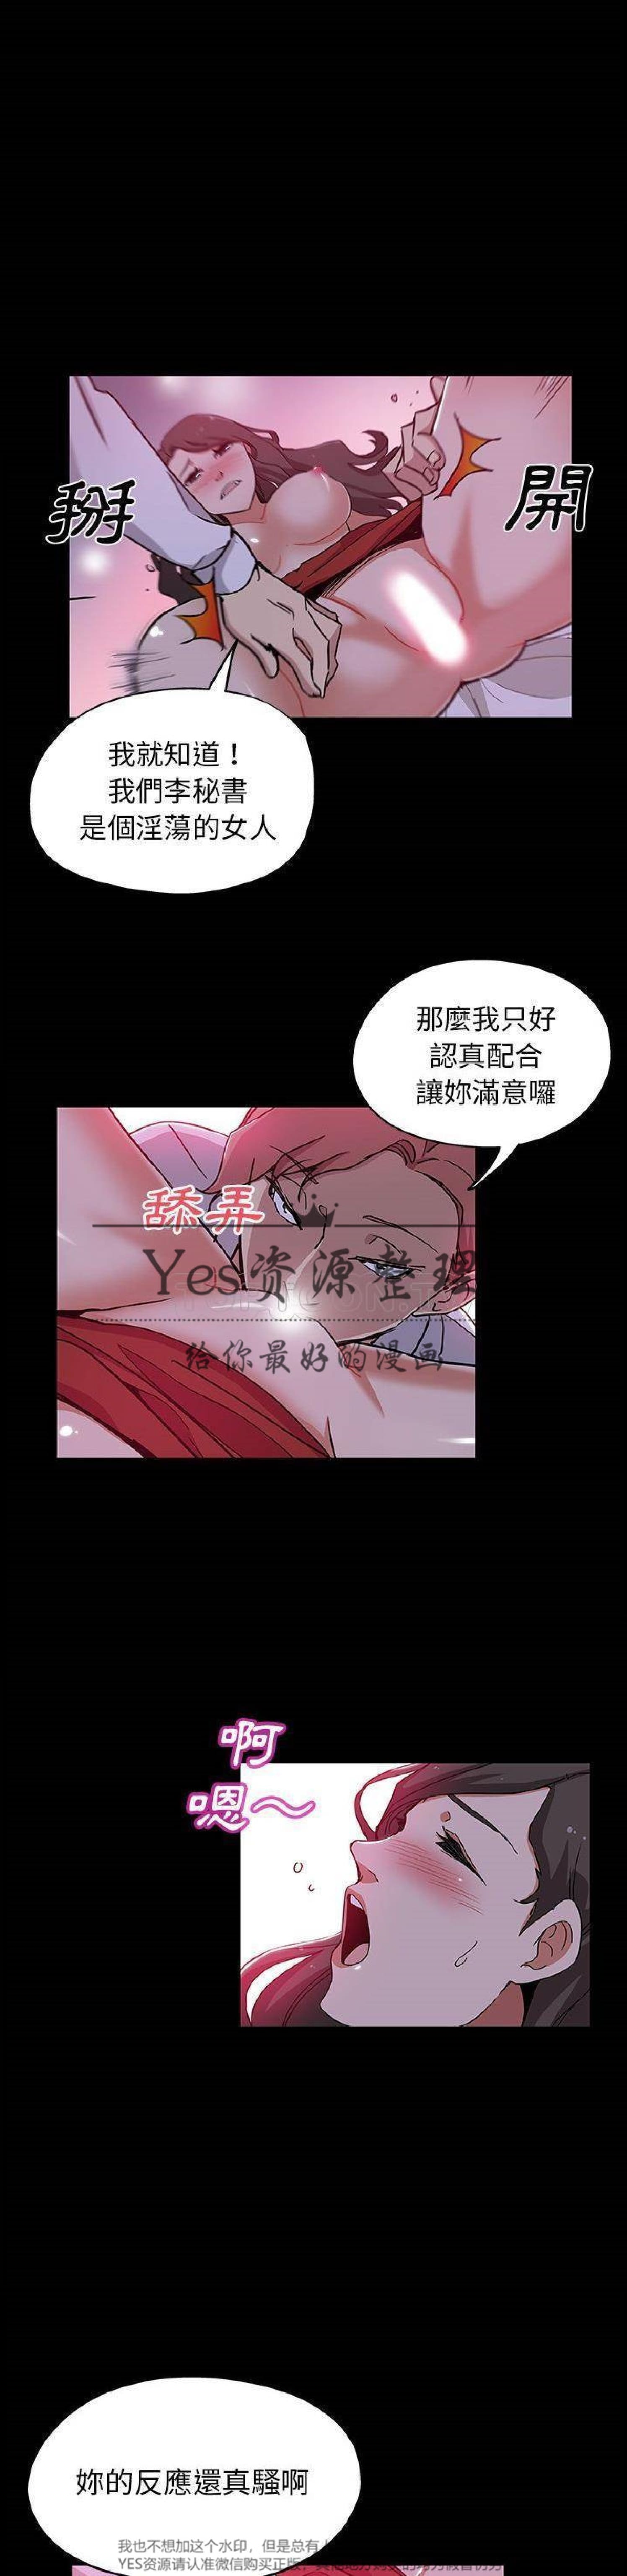 掰
開
我就知道！
我們李秘書
是個淫蕩的女人
那麼我只好
認真配合
讓妳滿意囉
舔弄
Yes资源整理
给你最好的漫画
啊
嗯～
妳的反應還真騷啊
我也不想加这个水印，但是总有
YES资源请认准微信购买正版，